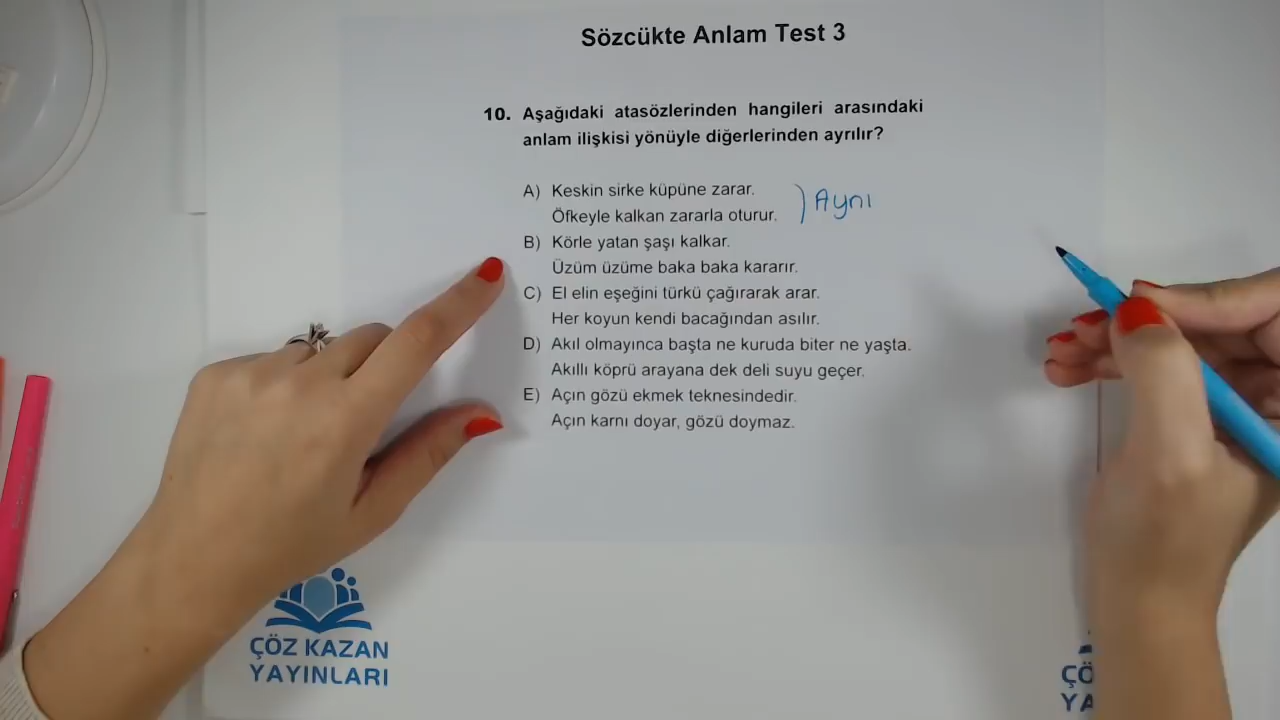 Sözcükte Anlam Test 3
10. Aşağıdaki atasözlerinden hangileri arasındaki
anlam ilişkisi yönüyle diğerlerinden ayrılır?
A) Keskin sirke küpüne zarar.
Öfkeyle kalkan zararla oturur.
) Aynı
B) Körle yatan şaşı kalkar.
Üzüm üzüme baka baka kararır.
C) El elin eşeğini türkü çağırarak arar.
Her koyun kendi bacağından asılır.
D) Akıl olmayınca başta ne kuruda biter ne yaşta.
Akıllı köprü arayana dek deli suyu geçer.
E) Açın gözü ekmek teknesindedir.
Açın karnı doyar, gözü doymaz.
ÇÖZ KAZAN
YAYINLARI
ÇÖ
YA